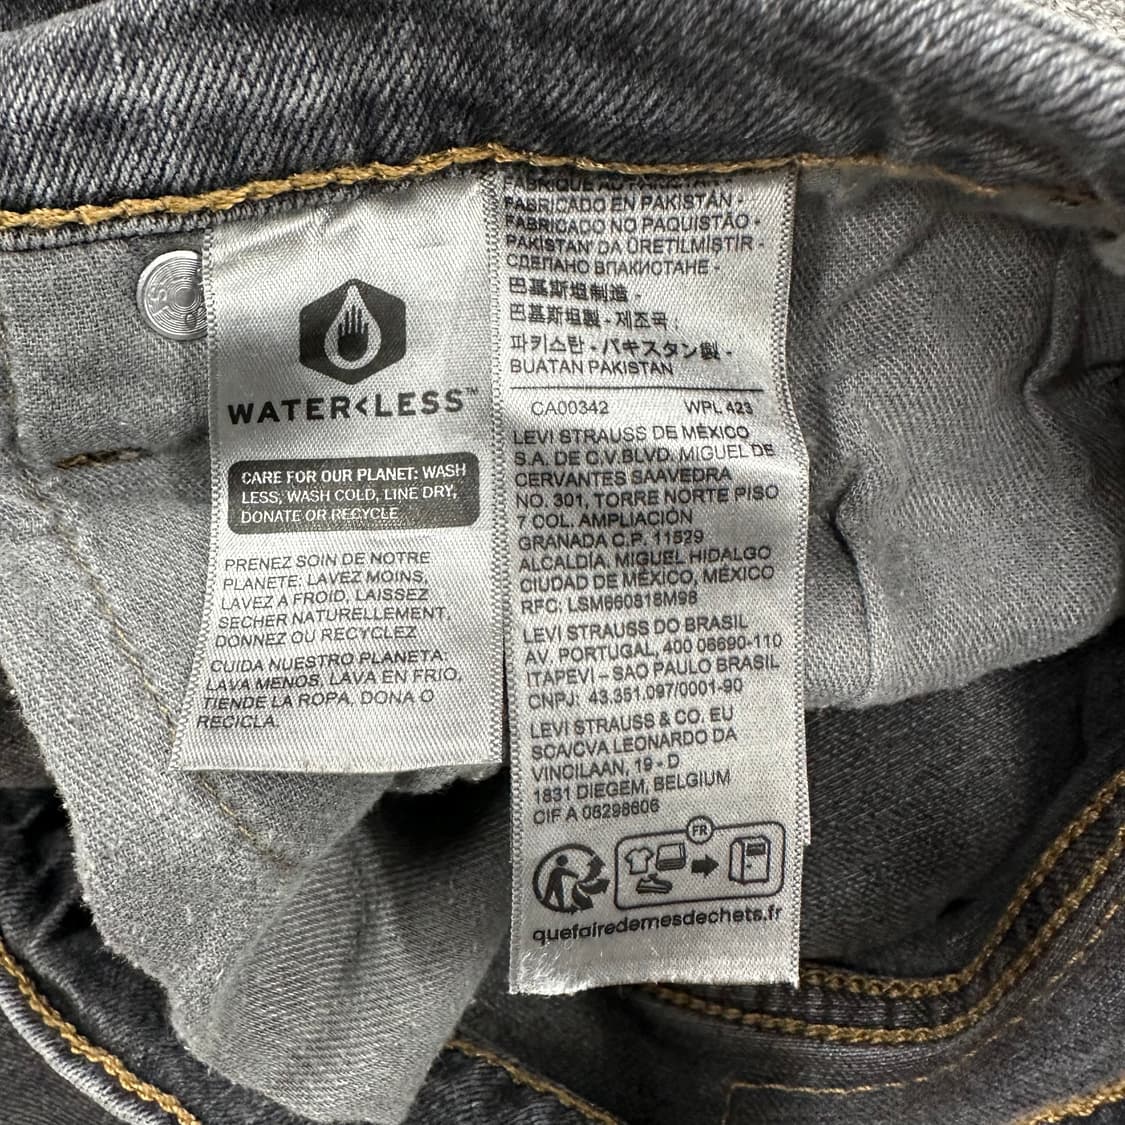 WATER<LESS™
CARE FOR OUR PLANET: WASH
LESS, WASH COLD, LINE DRY,
DONATE OR RECYCLE
PRENEZ SOIN DE NOTRE
PLANETE: LAVEZ MOINS,
LAVEZ A FROID, LAISSEZ
SECHER NATURELLEMENT,
DONNEZ OU RECYCLEZ
CUIDA NUESTRO PLANETA:
LAVA MENOS, LAVA EN FRIO,
TIENDE LA ROPA, DONA O
RECICLA.
FABRIQUÉ AU PAKISTAN -
FABRICADO EN PAKISTÁN -
FABRICADO NO PAQUISTÃO -
PAKISTAN' DA ÜRETILMISTIR -
СДЕЛАНО ВПАКИСТАНЕ -
巴基斯坦制造 -
巴基斯坦製 - 제조국 :
파키스탄 - パキスタン製 -
BUATAN PAKISTAN
CA00342 WPL 423
LEVI STRAUSS DE MÉXICO
S.A. DE C.V.BLVD. MIGUEL DE
CERVANTES SAAVEDRA
NO. 301, TORRE NORTE PISO
7 COL. AMPLIACIÓN
GRANADA C.P. 11529
ALCALDÍA, MIGUEL HIDALGO
CIUDAD DE MÉXICO, MÉXICO
RFC: LSM660818M98
LEVI STRAUSS DO BRASIL
AV. PORTUGAL, 400 06690-110
ITAPEVI – SAO PAULO BRASIL
CNPJ: 43.351.097/0001-90
LEVI STRAUSS & CO. EU
SCA/CVA LEONARDO DA
VINCILAAN, 19 - D
1831 DIEGEM, BELGIUM
CIF A 08298606
FR
quefairedemesdechets.fr